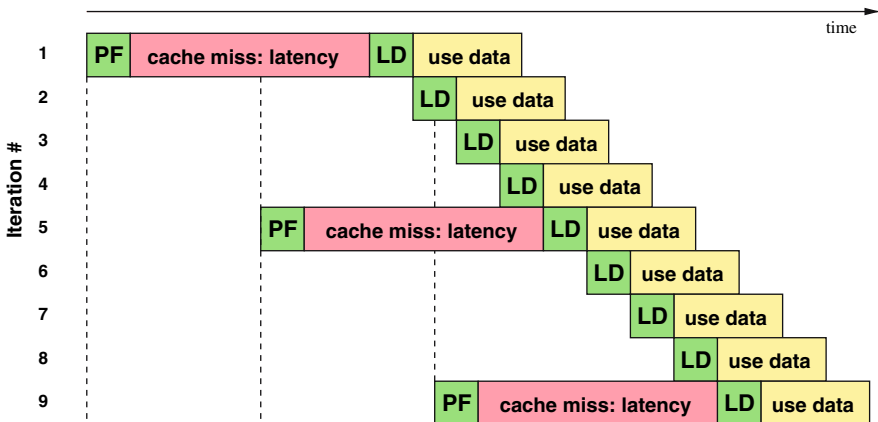 time
1 PF cache miss: latency LD use data
2 LD use data
3 LD use data
4 LD use data
5 PF cache miss: latency LD use data
6 LD use data
7 LD use data
8 LD use data
9 PF cache miss: latency LD use data
Iteration #